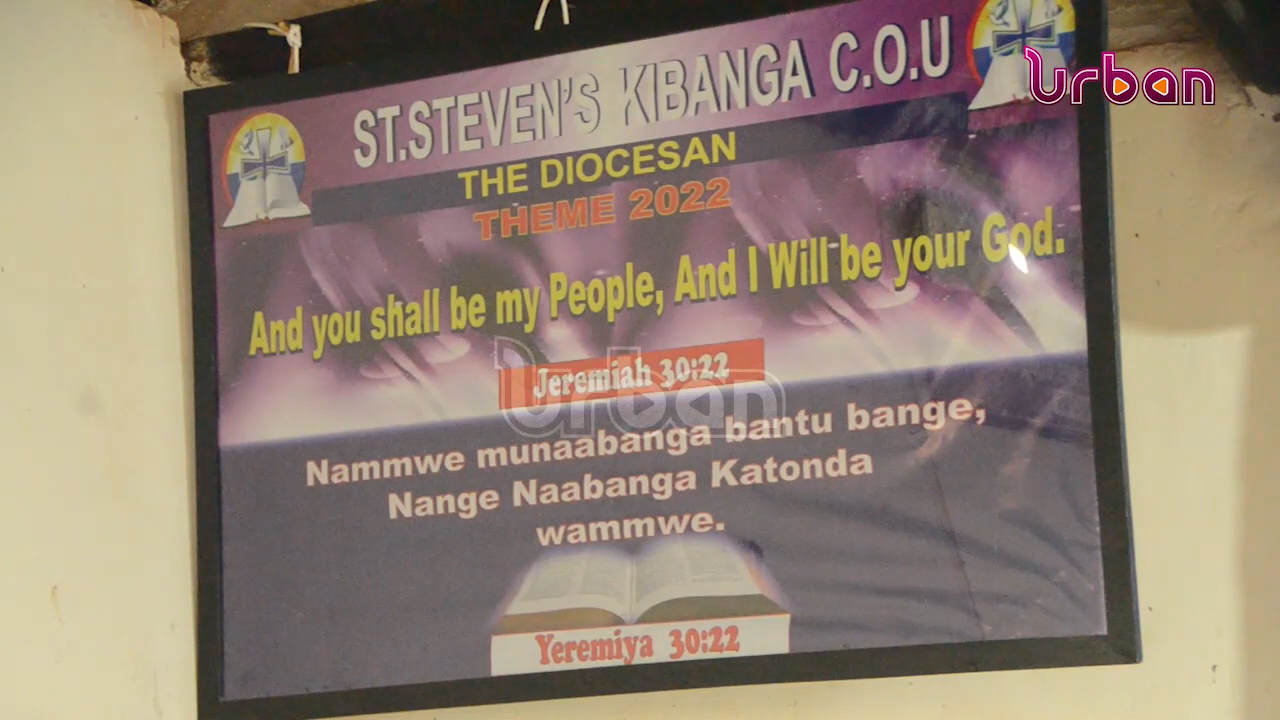 ST.STEVEN'S KIBANGA C.O.U
THE DIOCESAN
THEME 2022
And you shall be my People, And I Will be your God.
Jeremiah 30:22
Nammwe munaabanga bantu bange,
Nange Naabanga Katonda
wammwe.
Yeremiya 30:22
urban
urban